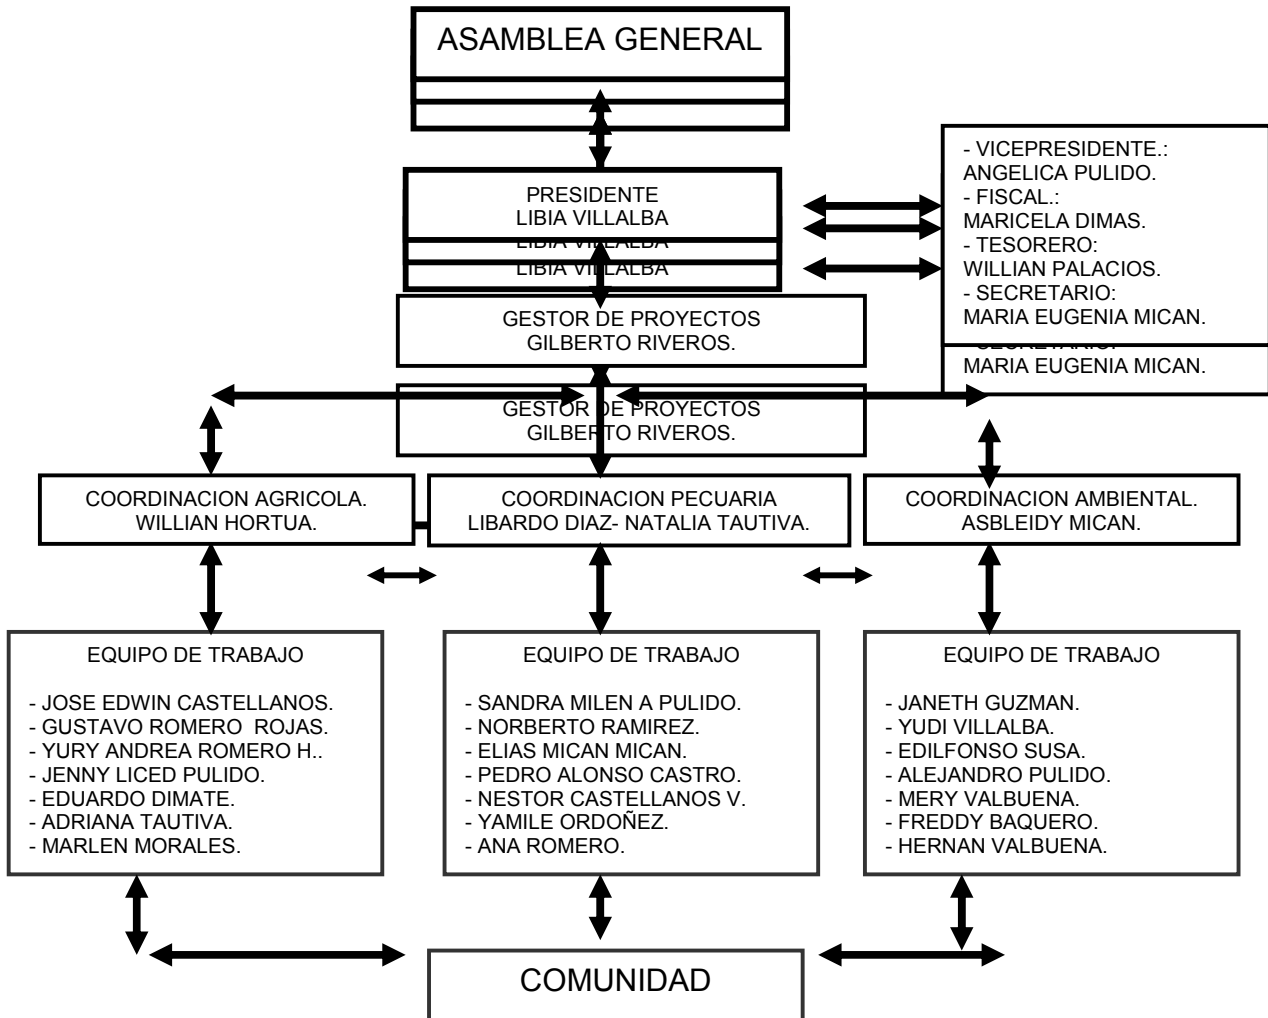 ASAMBLEA GENERAL
PRESIDENTE
LIBIA VILLALBA
LIBIA VILLALBA
LIBIA VILLALBA
- VICEPRESIDENTE.:
ANGELICA PULIDO.
- FISCAL.:
MARICELA DIMAS.
- TESORERO:
WILLIAN PALACIOS.
- SECRETARIO:
MARIA EUGENIA MICAN.
- SECRETARIO:
MARIA EUGENIA MICAN.
GESTOR DE PROYECTOS
GILBERTO RIVEROS.
GESTOR DE PROYECTOS
GILBERTO RIVEROS.
COORDINACION AGRICOLA.
WILLIAN HORTUA.
COORDINACION PECUARIA
LIBARDO DIAZ- NATALIA TAUTIVA.
COORDINACION AMBIENTAL.
ASBLEIDY MICAN.
EQUIPO DE TRABAJO
- JOSE EDWIN CASTELLANOS.
- GUSTAVO ROMERO  ROJAS.
- YURY ANDREA ROMERO H..
- JENNY LICED PULIDO.
- EDUARDO DIMATE.
- ADRIANA TAUTIVA.
- MARLEN MORALES.
EQUIPO DE TRABAJO
- SANDRA MILEN A PULIDO.
- NORBERTO RAMIREZ.
- ELIAS MICAN MICAN.
- PEDRO ALONSO CASTRO.
- NESTOR CASTELLANOS V.
- YAMILE ORDOÑEZ.
- ANA ROMERO.
EQUIPO DE TRABAJO
- JANETH GUZMAN.
- YUDI VILLALBA.
- EDILFONSO SUSA.
- ALEJANDRO PULIDO.
- MERY VALBUENA.
- FREDDY BAQUERO.
- HERNAN VALBUENA.
COMUNIDAD